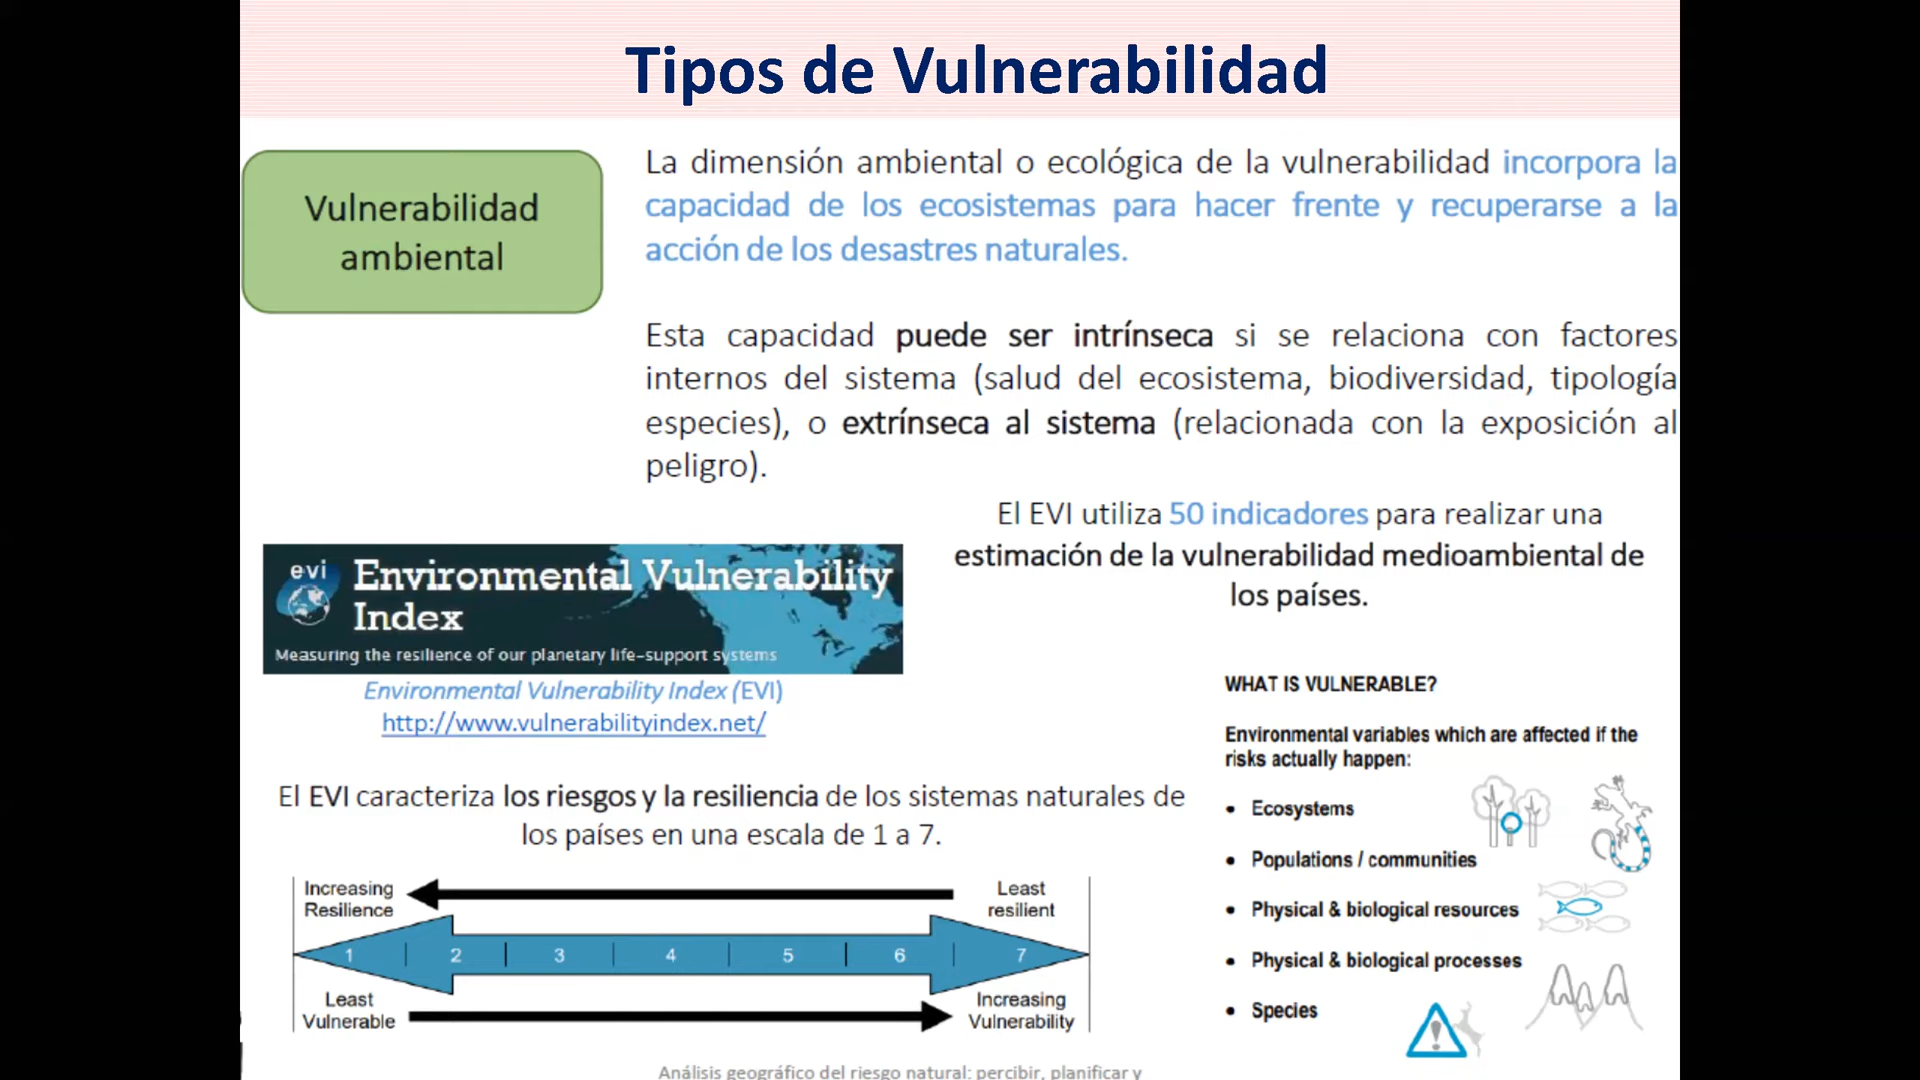 Tipos de Vulnerabilidad
Vulnerabilidad
ambiental
La dimensión ambiental o ecológica de la vulnerabilidad incorpora la
capacidad de los ecosistemas para hacer frente y recuperarse a la
acción de los desastres naturales.
Esta capacidad puede ser intrínseca si se relaciona con factores
internos del sistema (salud del ecosistema, biodiversidad, tipología
especies), o extrínseca al sistema (relacionada con la exposición al
peligro).
El EVI utiliza 50 indicadores para realizar una
estimación de la vulnerabilidad medioambiental de
los países.
evi
Environmental Vulnerability
Index
Measuring the resilience of our planetary life-support systems
Environmental Vulnerability Index (EVI)
http://www.vulnerabilityindex.net/
El EVI caracteriza los riesgos y la resiliencia de los sistemas naturales de
los países en una escala de 1 a 7.
Increasing
Resilience
Least
resilient
1 2 3 4 5 6 7
Least
Vulnerable
Increasing
Vulnerability
WHAT IS VULNERABLE?
Environmental variables which are affected if the
risks actually happen:
• Ecosystems
• Populations / communities
• Physical & biological resources
• Physical & biological processes
• Species
Análisis geográfico del riesgo natural: percibir, planificar y